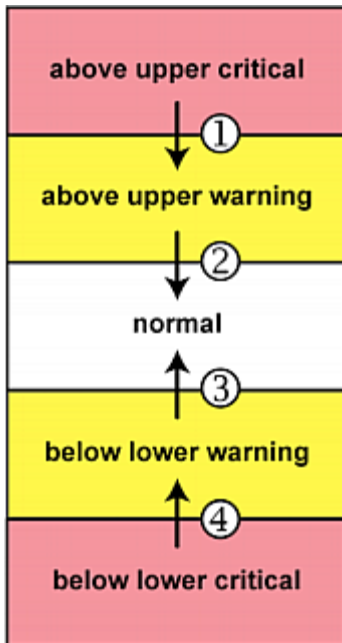 above upper critical
①
above upper warning
②
normal
③
below lower warning
④
below lower critical